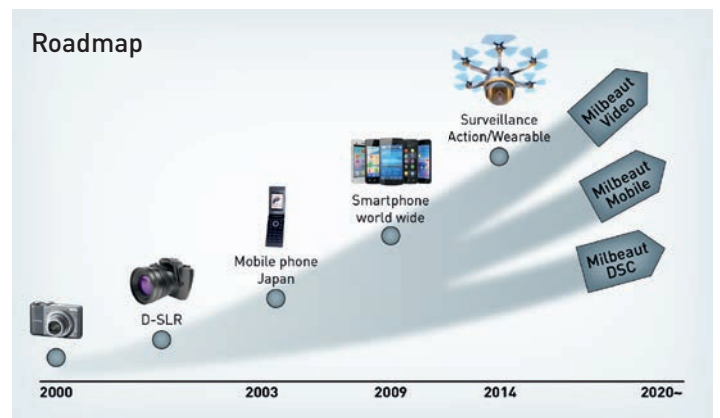 Roadmap
Surveillance
Action/Wearable
Milbeaut
Video
Smartphone
world wide
Milbeaut
Mobile
Mobile phone
Japan
Milbeaut
DSC
D-SLR
2000
2003
2009
2014
2020~